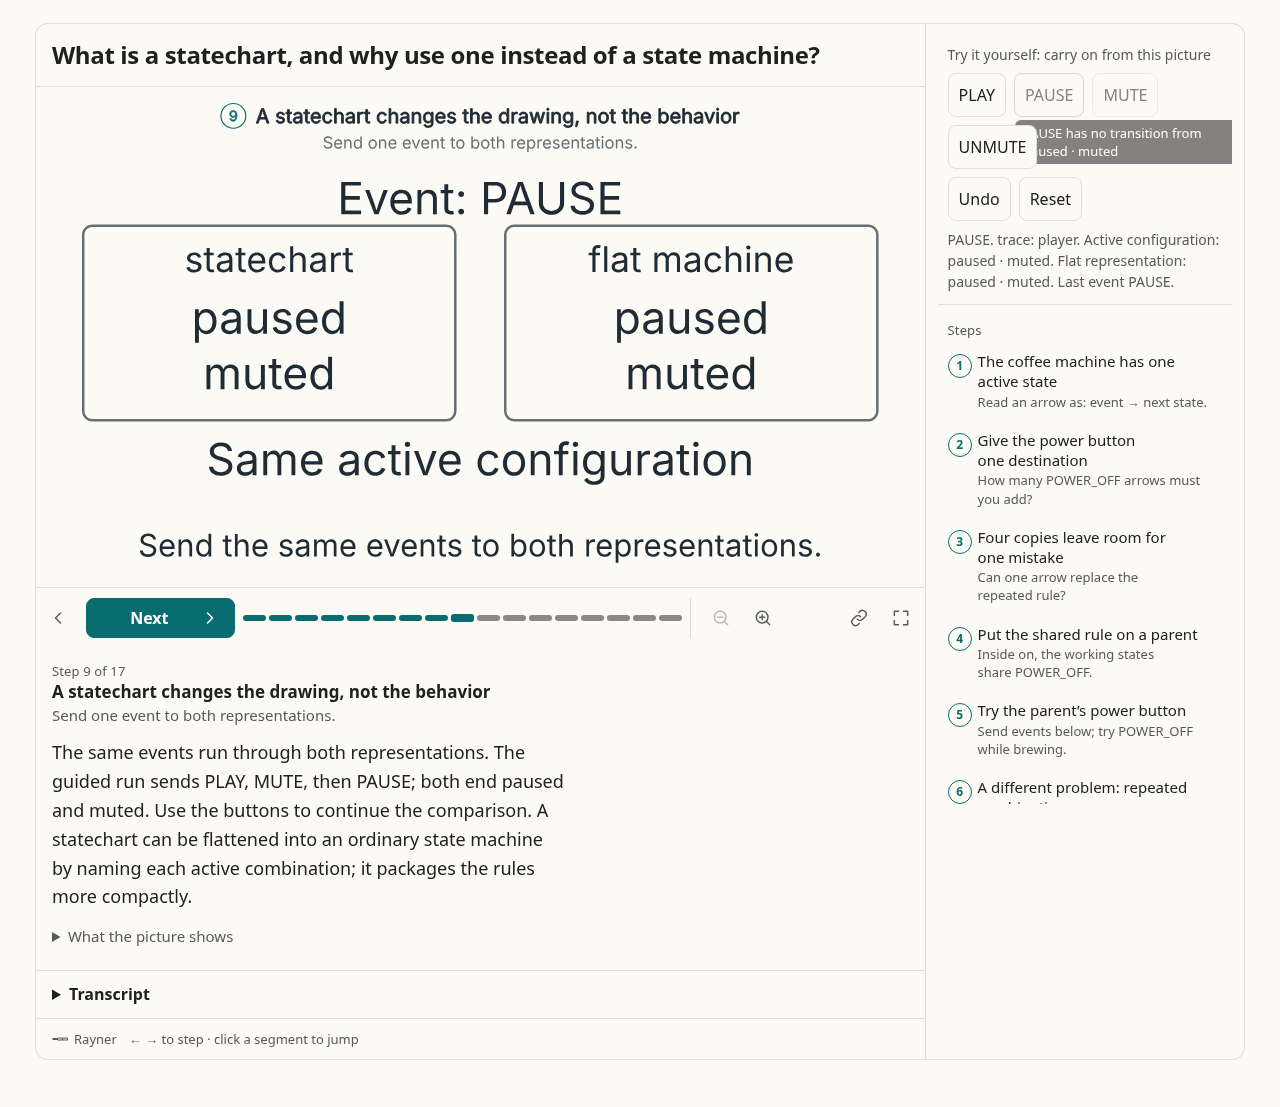 What is a statechart, and why use one instead of a state machine?
9 A statechart changes the drawing, not the behavior
Send one event to both representations.
Event: PAUSE
statechart
paused
muted
flat machine
paused
muted
Same active configuration
Send the same events to both representations.
Next
Step 9 of 17
A statechart changes the drawing, not the behavior
Send one event to both representations.
The same events run through both representations. The
guided run sends PLAY, MUTE, then PAUSE; both end paused
and muted. Use the buttons to continue the comparison. A
statechart can be flattened into an ordinary state machine
by naming each active combination; it packages the rules
more compactly.
What the picture shows
Transcript
Rayner ← → to step · click a segment to jump
Try it yourself: carry on from this picture
PLAY PAUSE MUTE
UNMUTE
has no transition from
· muted
Undo Reset
PAUSE. trace: player. Active configuration:
paused · muted. Flat representation:
paused · muted. Last event PAUSE.
Steps
1 The coffee machine has one
active state
Read an arrow as: event → next state.
2 Give the power button
one destination
How many POWER_OFF arrows must
you add?
3 Four copies leave room for
one mistake
Can one arrow replace the
repeated rule?
4 Put the shared rule on a parent
Inside on, the working states
share POWER_OFF.
5 Try the parent’s power button
Send events below; try POWER_OFF
while brewing.
6 A different problem: repeated